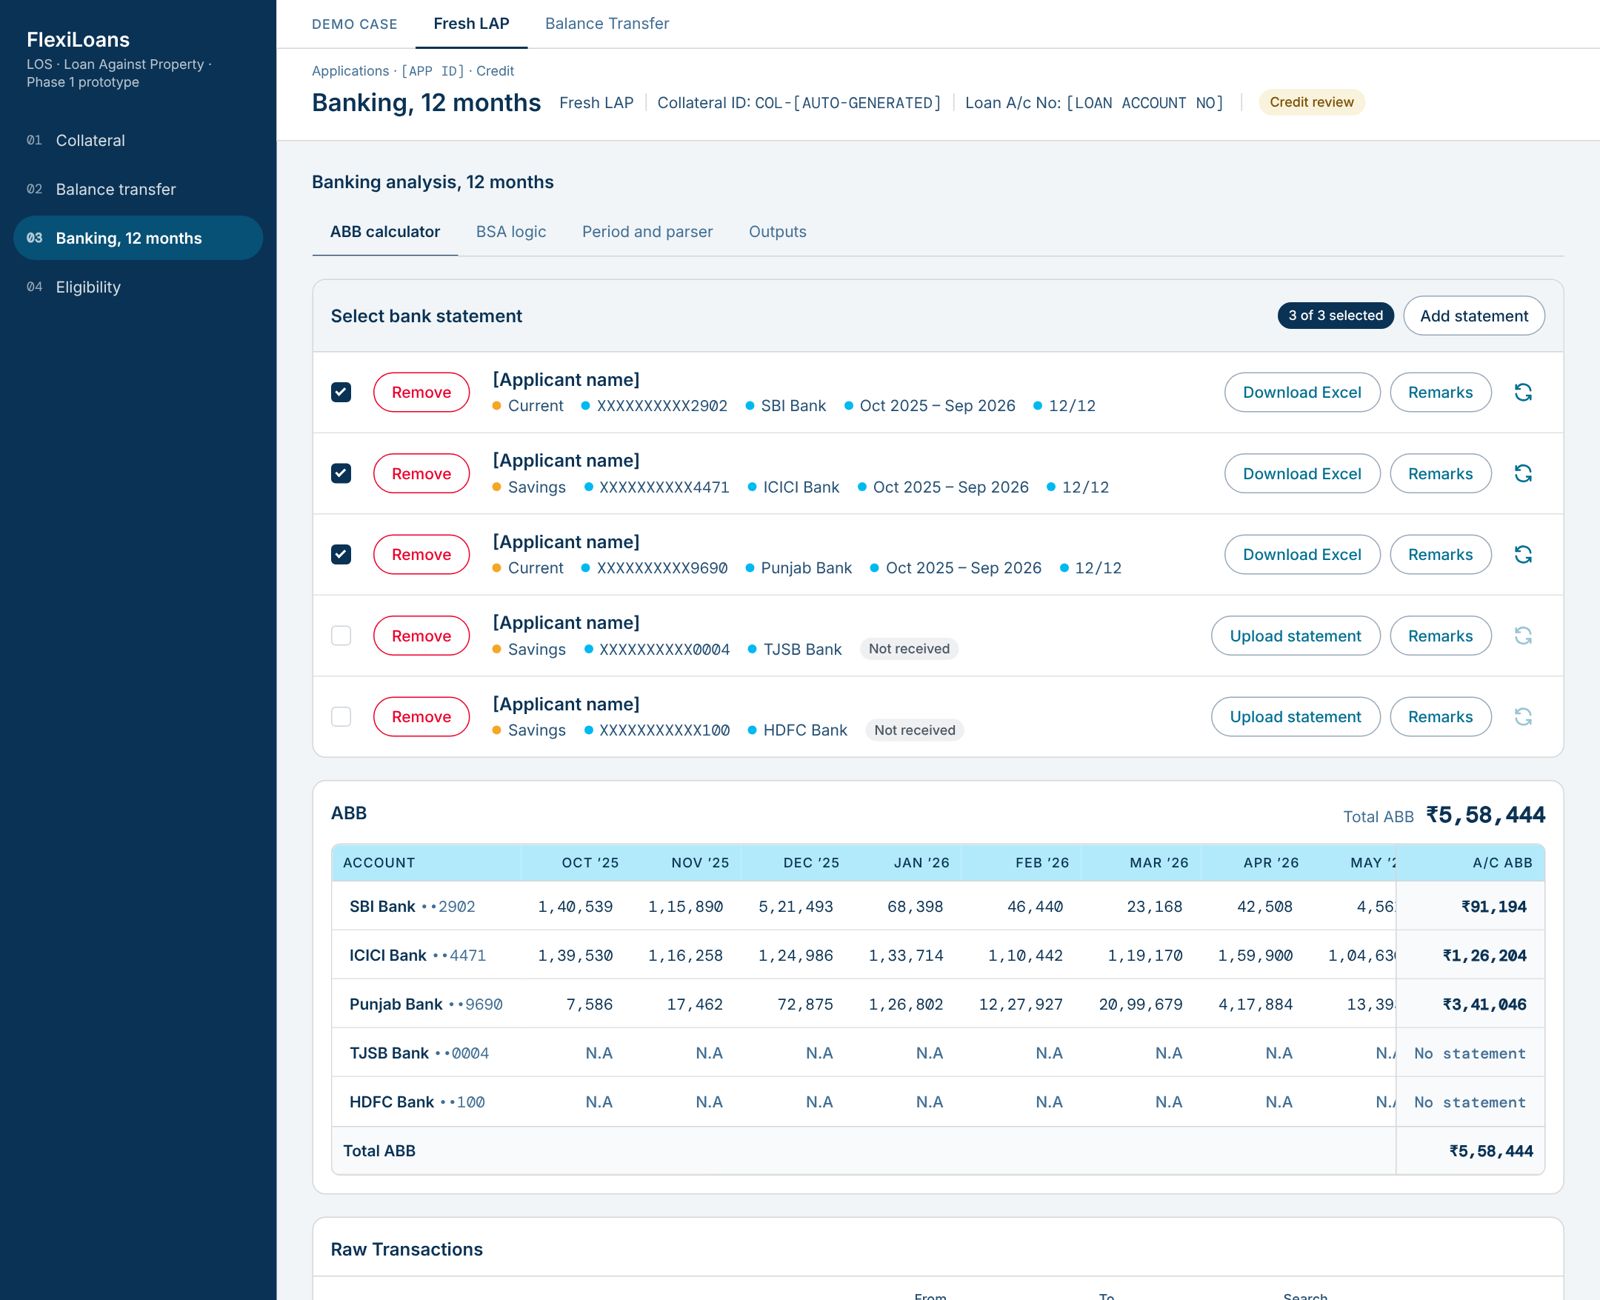 FlexiLoans
LOS · Loan Against Property ·
Phase 1 prototype
01 Collateral
02 Balance transfer
03 Banking, 12 months
04 Eligibility
DEMO CASE Fresh LAP Balance Transfer
Applications · [APP ID] · Credit
Banking, 12 months Fresh LAP Collateral ID: COL-[AUTO-GENERATED] Loan A/c No: [LOAN ACCOUNT NO] Credit review
Banking analysis, 12 months
ABB calculator BSA logic Period and parser Outputs
Select bank statement 3 of 3 selected Add statement
[Applicant name]
Remove Download Excel Remarks
Current XXXXXXXXXX2902 SBI Bank Oct 2025 – Sep 2026 12/12
[Applicant name]
Remove Download Excel Remarks
Savings XXXXXXXXXX4471 ICICI Bank Oct 2025 – Sep 2026 12/12
[Applicant name]
Remove Download Excel Remarks
Current XXXXXXXXXX9690 Punjab Bank Oct 2025 – Sep 2026 12/12
[Applicant name]
Remove Upload statement Remarks
Savings XXXXXXXXXX0004 TJSB Bank Not received
[Applicant name]
Remove Upload statement Remarks
Savings XXXXXXXXXXX100 HDFC Bank Not received
ABB Total ABB ₹5,58,444
ACCOUNT OCT ’25 NOV ’25 DEC ’25 JAN ’26 FEB ’26 MAR ’26 APR ’26 MAY A/C ABB
SBI Bank ••2902 1,40,539 1,15,890 5,21,493 68,398 46,440 23,168 42,508 ₹91,194
ICICI Bank ••4471 1,39,530 1,16,258 1,24,986 1,33,714 1,10,442 1,19,170 1,59,900 ₹1,26,204
Punjab Bank ••9690 7,586 17,462 72,875 1,26,802 12,27,927 20,99,679 4,17,884 ₹3,41,046
TJSB Bank ••0004 N.A N.A N.A N.A N.A N.A N.A No statement
HDFC Bank ••100 N.A N.A N.A N.A N.A N.A N.A No statement
Total ABB ₹5,58,444
Raw Transactions
From To Search